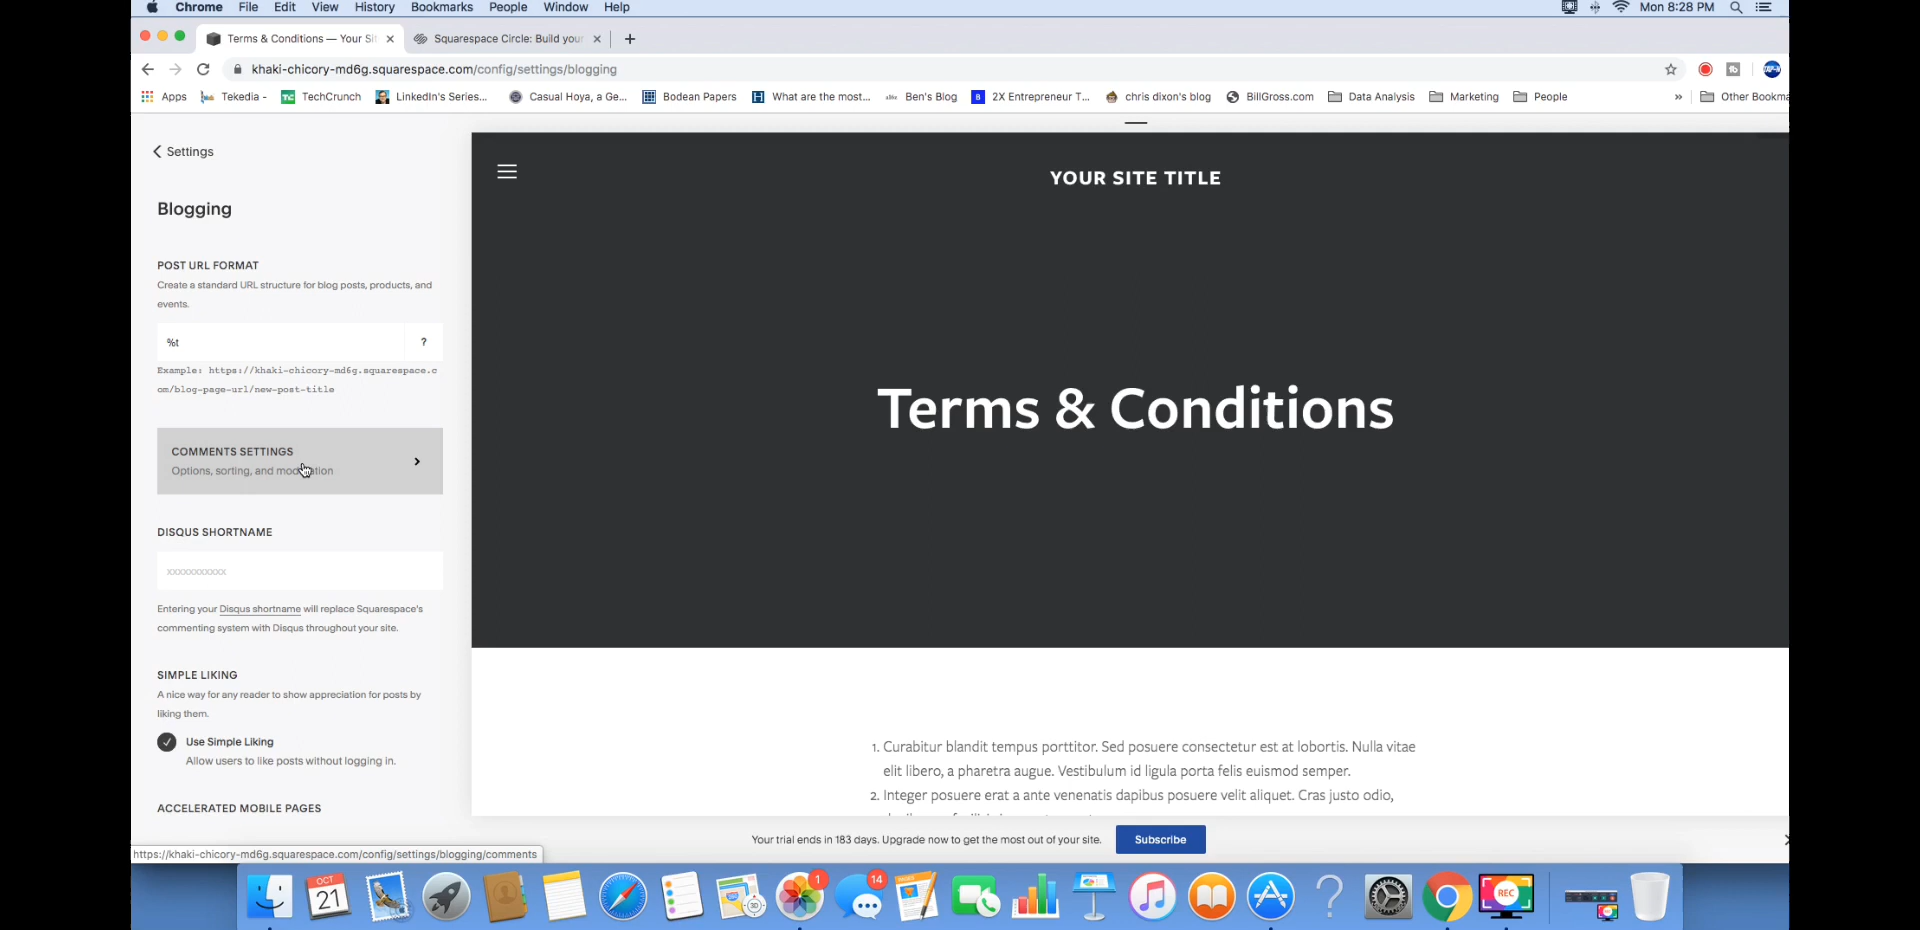 Chrome File Edit View History Bookmarks People Window Help
Mon 8:28 PM
Terms & Conditions — Your Sit
Squarespace Circle: Build your
khaki-chicory-md6g.squarespace.com/config/settings/blogging
Apps Tekedia - TechCrunch LinkedIn's Series... Casual Hoya, a Ge... Bodean Papers What are the most... Ben's Blog 2X Entrepreneur T... chris dixon's blog BillGross.com Data Analysis Marketing People » Other Bookma
Settings
Blogging
POST URL FORMAT
Create a standard URL structure for blog posts, products, and
events.
%t ?
Example: https://khaki-chicory-md6g.squarespace.c
om/blog-page-url/new-post-title
COMMENTS SETTINGS
Options, sorting, and moderation
DISQUS SHORTNAME
xxxxxxxxxxx
Entering your Disqus shortname will replace Squarespace's
commenting system with Disqus throughout your site.
SIMPLE LIKING
A nice way for any reader to show appreciation for posts by
liking them.
Use Simple Liking
Allow users to like posts without logging in.
ACCELERATED MOBILE PAGES
https://khaki-chicory-md6g.squarespace.com/config/settings/blogging/comments
YOUR SITE TITLE
Terms & Conditions
1. Curabitur blandit tempus porttitor. Sed posuere consectetur est at lobortis. Nulla vitae
elit libero, a pharetra augue. Vestibulum id ligula porta felis euismod semper.
2. Integer posuere erat a ante venenatis dapibus posuere velit aliquet. Cras justo odio,
Your trial ends in 183 days. Upgrade now to get the most out of your site.
Subscribe
OCT
21
1
14
PAGES
REC